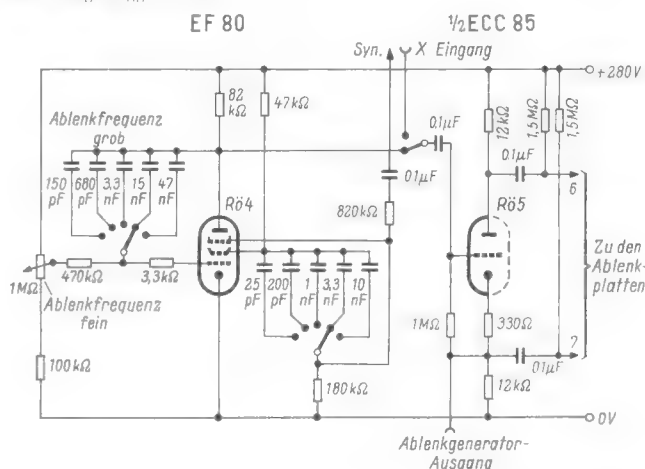 EF 80
½ECC 85
Syn.
X Eingang
+280V
82
kΩ
47kΩ
12kΩ
1,5MΩ
1,5MΩ
Ablenkfrequenz
grob
0,1µF
0,1µF
0,1µF
150
pF
680
pF
3,3
nF
15
nF
47
nF
Rö4
820kΩ
Rö5
6
Zu den
Ablenk-
platten
470kΩ
3,3kΩ
1MΩ
Ablenkfrequenz
fein
25
pF
200
pF
1
nF
3,3
nF
10
nF
1MΩ
330Ω
7
0,1µF
100kΩ
180kΩ
12kΩ
0V
Ablenkgenerator-
Ausgang